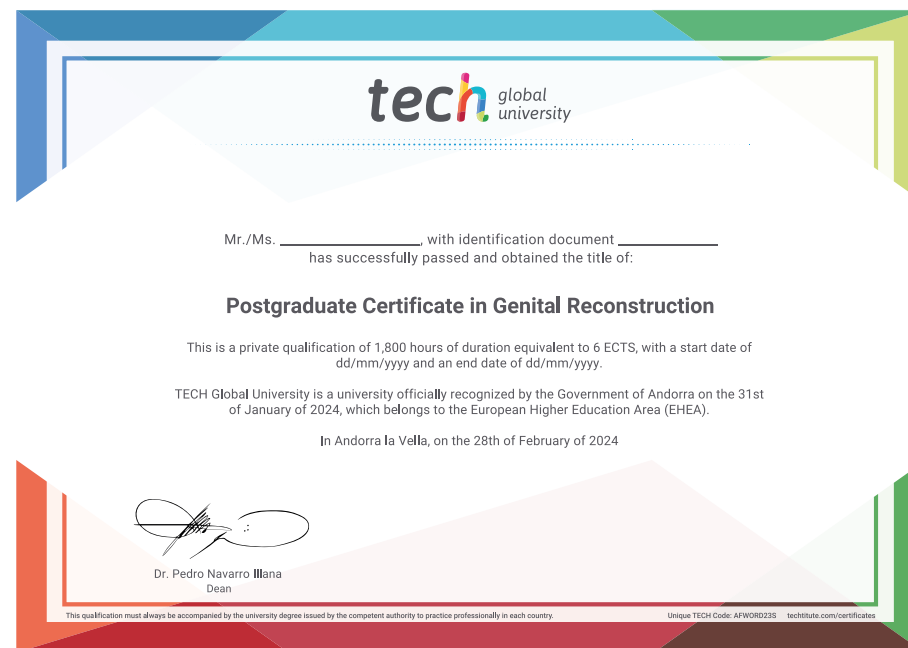 tech global university
Mr./Ms. ____________, with identification document ____________
has successfully passed and obtained the title of:
Postgraduate Certificate in Genital Reconstruction
This is a private qualification of 1,800 hours of duration equivalent to 6 ECTS, with a start date of
dd/mm/yyyy and an end date of dd/mm/yyyy.
TECH Global University is a university officially recognized by the Government of Andorra on the 31st
of January of 2024, which belongs to the European Higher Education Area (EHEA).
In Andorra la Vella, on the 28th of February of 2024
Dr. Pedro Navarro Illana
Dean
This qualification must always be accompanied by the university degree issued by the competent authority to practice professionally in each country.
Unique TECH Code: AFWORD23S techtitute.com/certificates